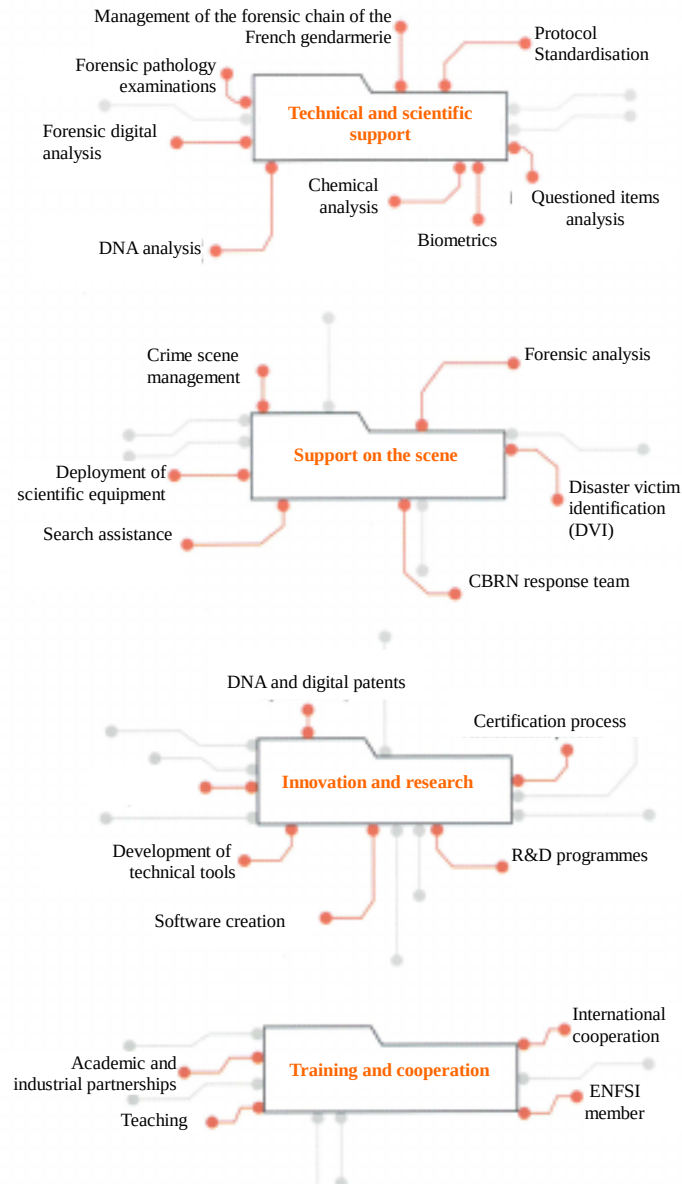 Management of the forensic chain of the
French gendarmerie
Protocol
Standardisation
Forensic pathology
examinations
Technical and scientific
support
Forensic digital
analysis
Chemical
analysis
Questioned items
analysis
Biometrics
DNA analysis
Crime scene
management
Forensic analysis
Support on the scene
Deployment of
scientific equipment
Disaster victim
identification
(DVI)
Search assistance
CBRN response team
DNA and digital patents
Certification process
Innovation and research
Development of
technical tools
R&D programmes
Software creation
International
cooperation
Academic and
industrial partnerships
Training and cooperation
ENFSI
member
Teaching